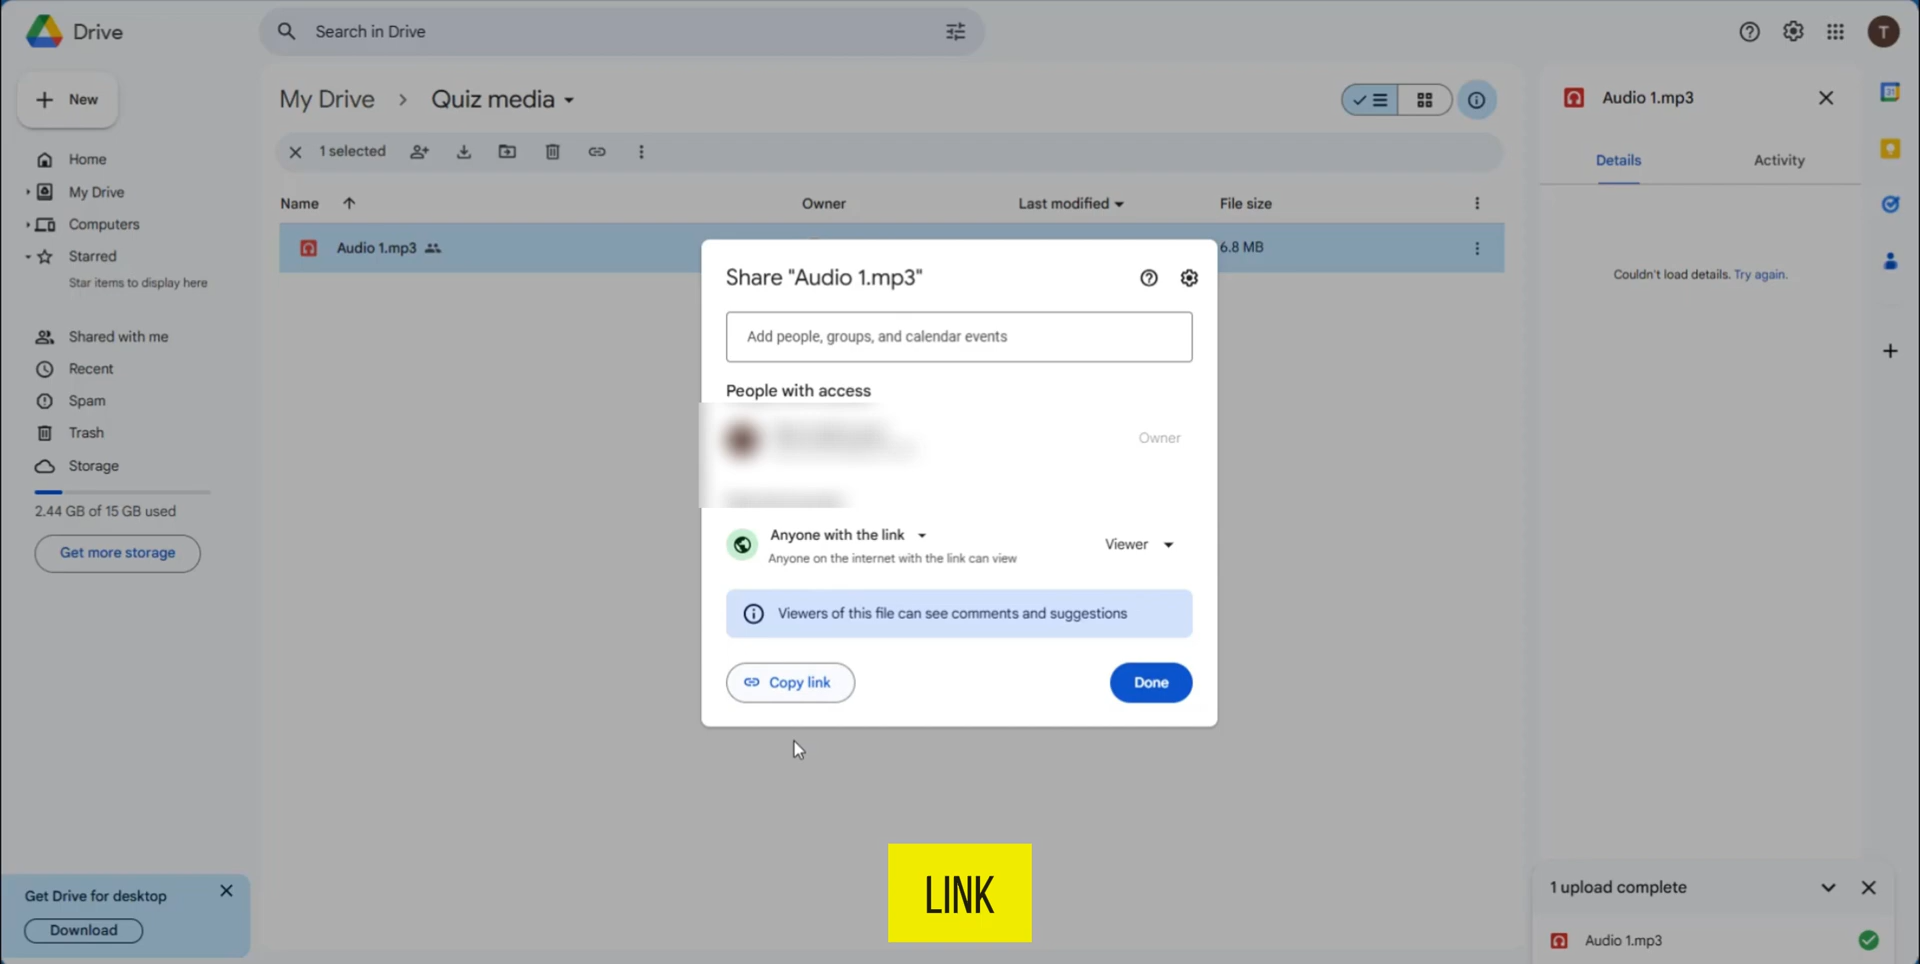 Drive
Search in Drive
T
New
My Drive > Quiz media
Audio 1.mp3
31
1 selected
Home
Details
Activity
My Drive
Name
Owner
Last modified
File size
Computers
Audio 1.mp3
6.8 MB
Starred
Star items to display here
Couldn't load details. Try again.
Share "Audio 1.mp3"
Shared with me
Add people, groups, and calendar events
Recent
People with access
Spam
Trash
Owner
Storage
2.44 GB of 15 GB used
Get more storage
Anyone with the link
Anyone on the internet with the link can view
Viewer
Viewers of this file can see comments and suggestions
Copy link
Done
LINK
Get Drive for desktop
Download
1 upload complete
Audio 1.mp3